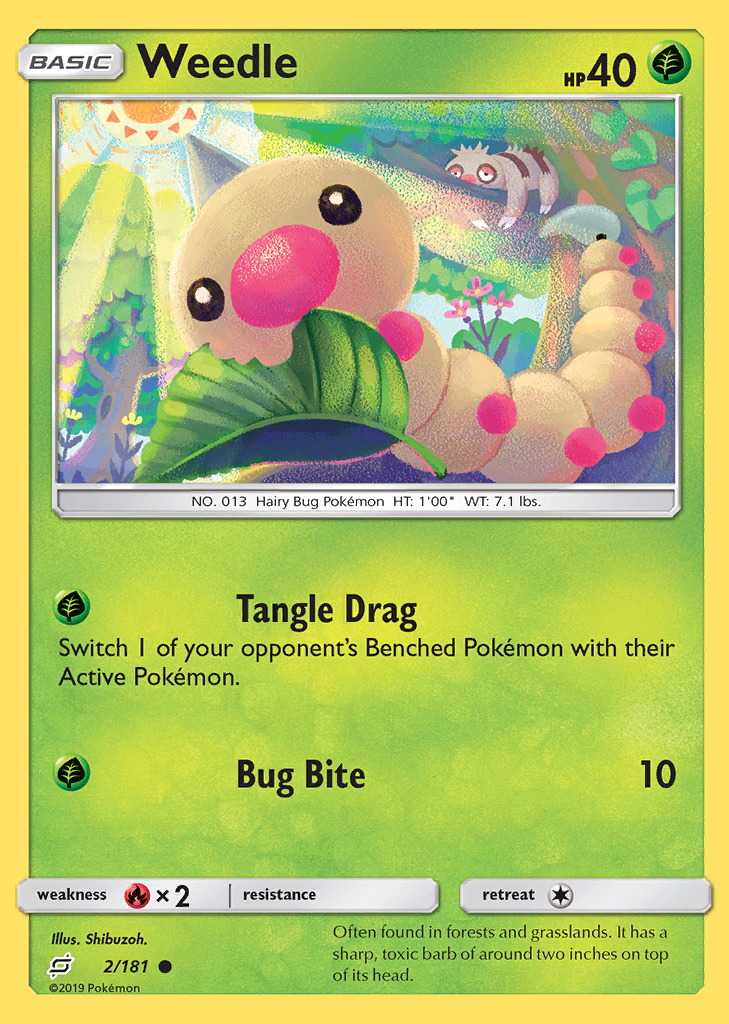 BASIC Weedle HP40
NO. 013 Hairy Bug Pokémon HT: 1'00" WT: 7.1 lbs.
Tangle Drag
Switch 1 of your opponent's Benched Pokémon with their
Active Pokémon.
Bug Bite 10
weakness ×2 resistance retreat
Illus. Shibuzoh.
2/181
©2019 Pokémon
Often found in forests and grasslands. It has a
sharp, toxic barb of around two inches on top
of its head.